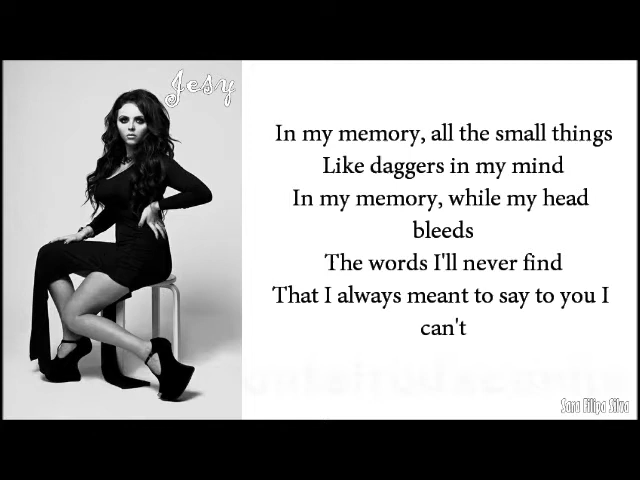 Jesy
In my memory, all the small things
Like daggers in my mind
In my memory, while my head
bleeds
The words I'll never find
That I always meant to say to you I
can't
Sara Filipa Silva